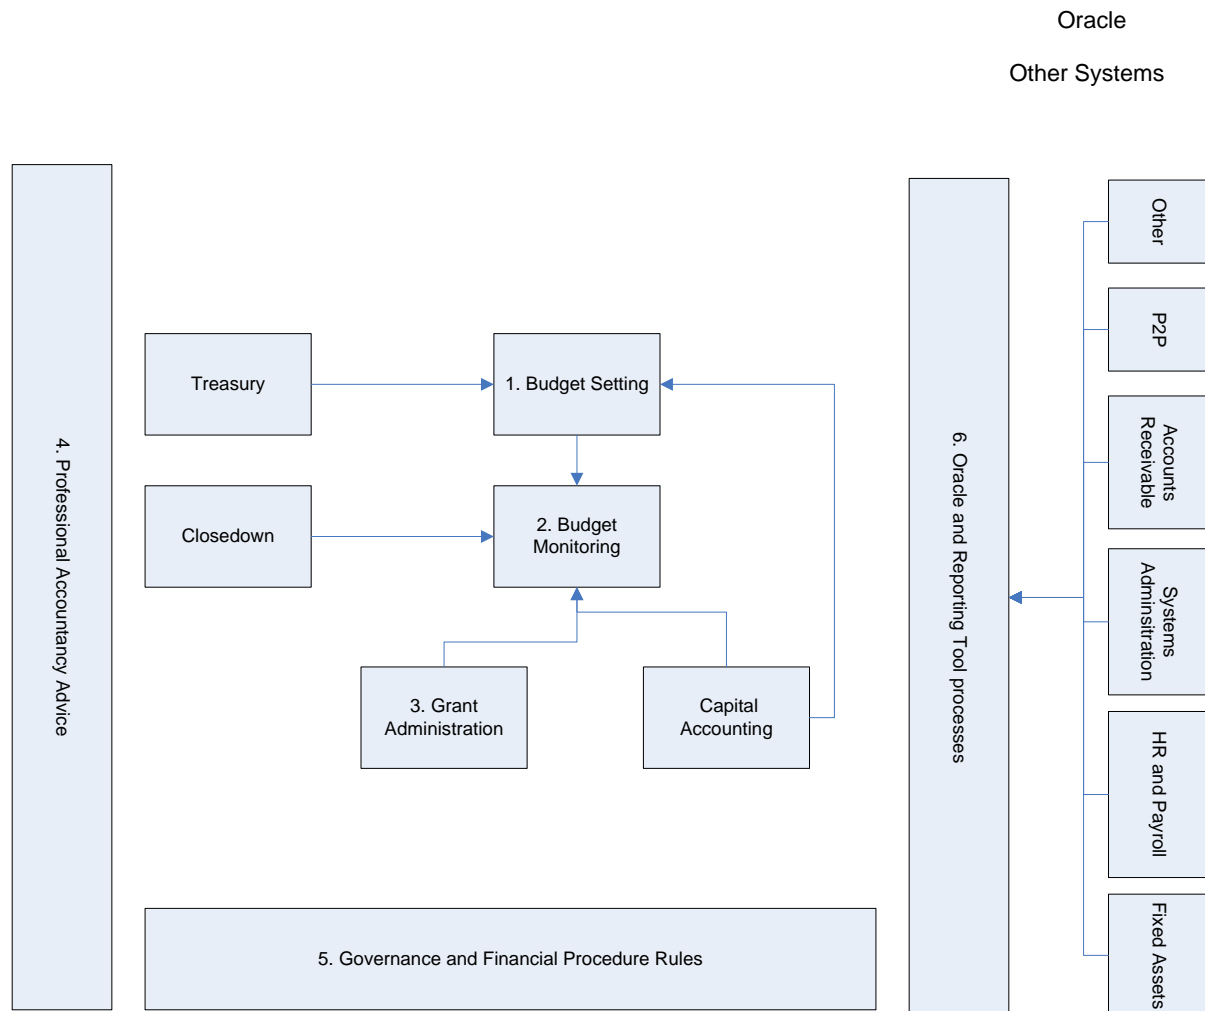 Oracle
Other Systems
4. Professional Accountancy Advice
Treasury
1. Budget Setting
Closedown
2. Budget
Monitoring
3. Grant
Administration
Capital
Accounting
5. Governance and Financial Procedure Rules
6. Oracle and Reporting Tool processes
Other
P2P
Accounts
Receivable
Systems
Adminsitration
HR and Payroll
Fixed Assets